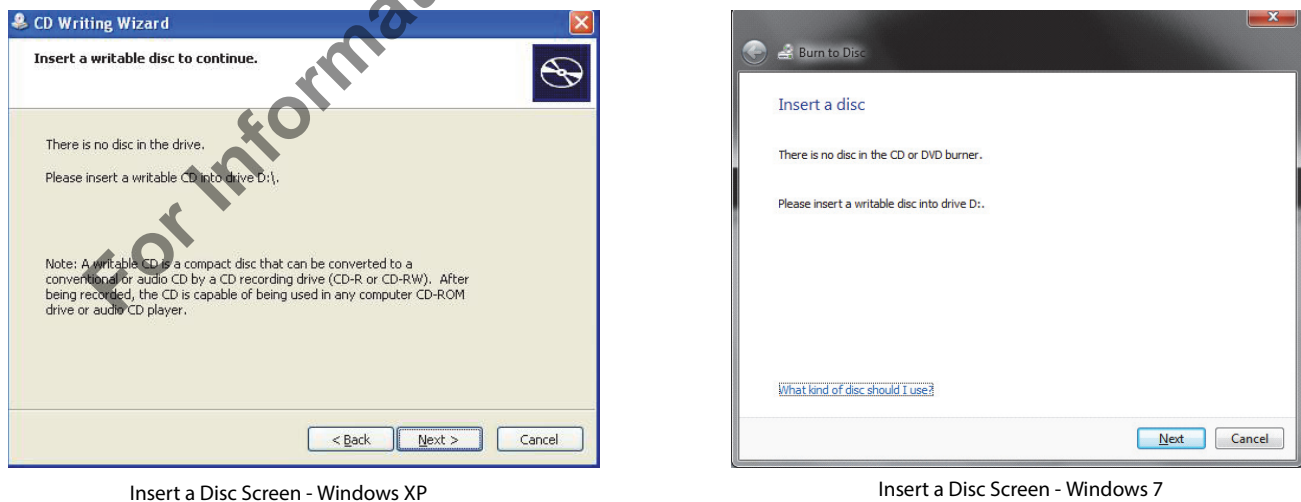 CD Writing Wizard
Insert a writable disc to continue.
There is no disc in the drive.
Please insert a writable CD into drive D:\.
Note: A writable CD is a compact disc that can be converted to a
conventional or audio CD by a CD recording drive (CD-R or CD-RW). After
being recorded, the CD is capable of being used in any computer CD-ROM
drive or audio CD player.
< Back Next > Cancel
Insert a Disc Screen - Windows XP
For Informat
Burn to Disc
Insert a disc
There is no disc in the CD or DVD burner.
Please insert a writable disc into drive D:.
What kind of disc should I use?
Next Cancel
Insert a Disc Screen - Windows 7